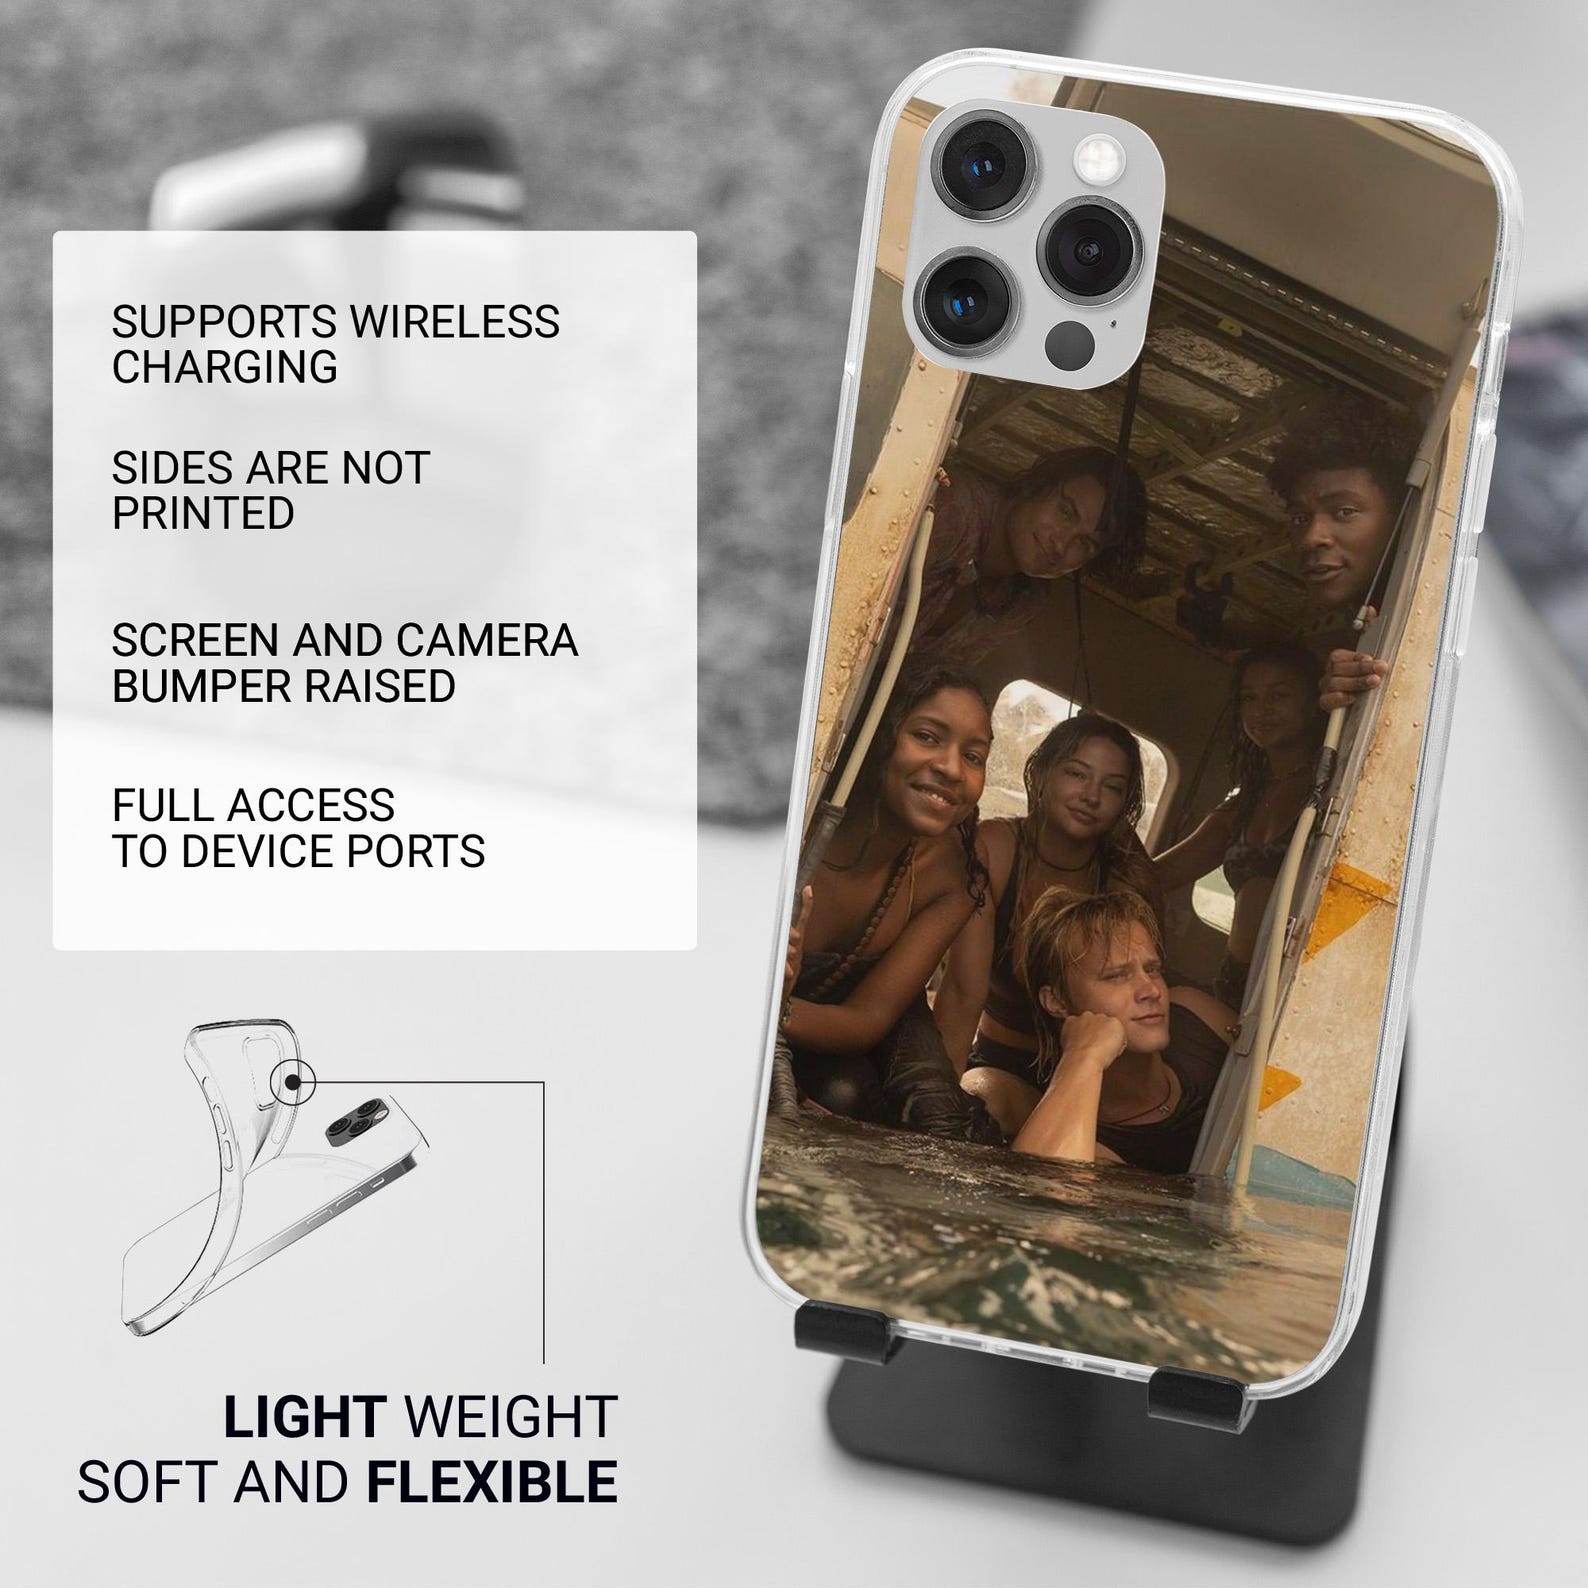 SUPPORTS WIRELESS
CHARGING
SIDES ARE NOT
PRINTED
SCREEN AND CAMERA
BUMPER RAISED
FULL ACCESS
TO DEVICE PORTS
LIGHT WEIGHT
SOFT AND FLEXIBLE